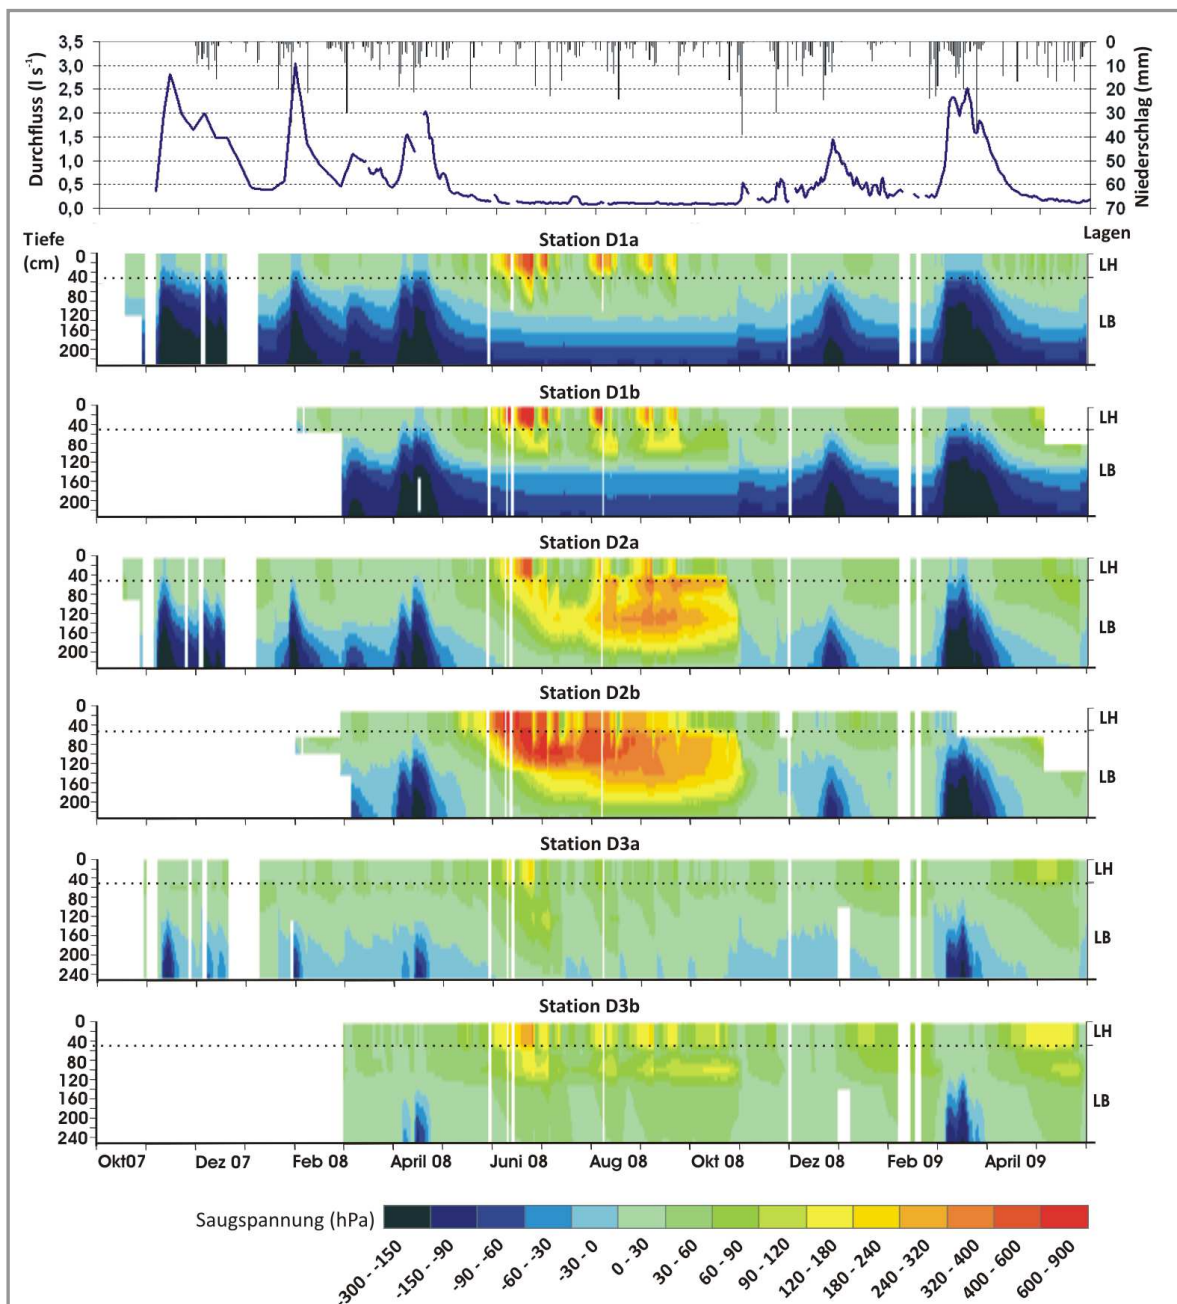 Durchfluss (l s⁻¹)
3,5
3,0
2,5
2,0
1,5
1,0
0,5
0,0
0
10
20
30
40
50
60
70
Niederschlag (mm)
Tiefe
(cm)
Lagen
Station D1a
0
40
80
120
160
200
LH
LB
Station D1b
0
40
80
120
160
200
LH
LB
Station D2a
0
40
80
120
160
200
LH
LB
Station D2b
0
40
80
120
160
200
LH
LB
Station D3a
0
40
80
120
160
200
240
LH
LB
Station D3b
0
40
80
120
160
200
240
LH
LB
Okt07 Dez 07 Feb 08 April 08 Juni 08 Aug 08 Okt 08 Dez 08 Feb 09 April 09
Saugspannung (hPa)
-300 - -150
-150 - -90
-90 - -60
-60 - -30
-30 - 0
0 - 30
30 - 60
60 - 90
90 - 120
120 - 180
180 - 240
240 - 320
320 - 400
400 - 600
600 - 900